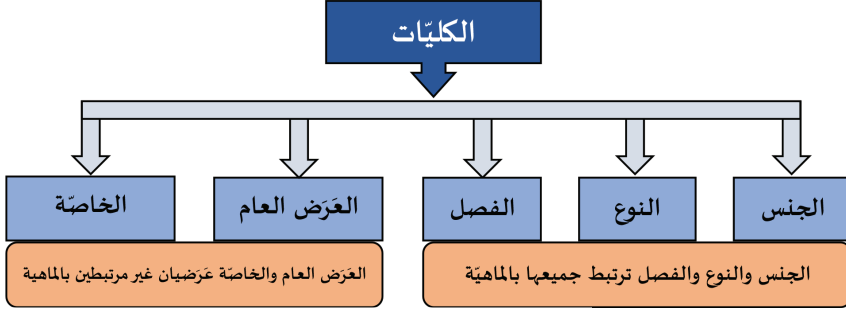 الكليّات
الجنس
النوع
الفصل
العَرَض العام
الخاصّة
الجنس والنوع والفصل ترتبط جميعها بالماهيّة
العَرَض العام والخاصّة عَرَضيان غير مرتبطين بالماهية